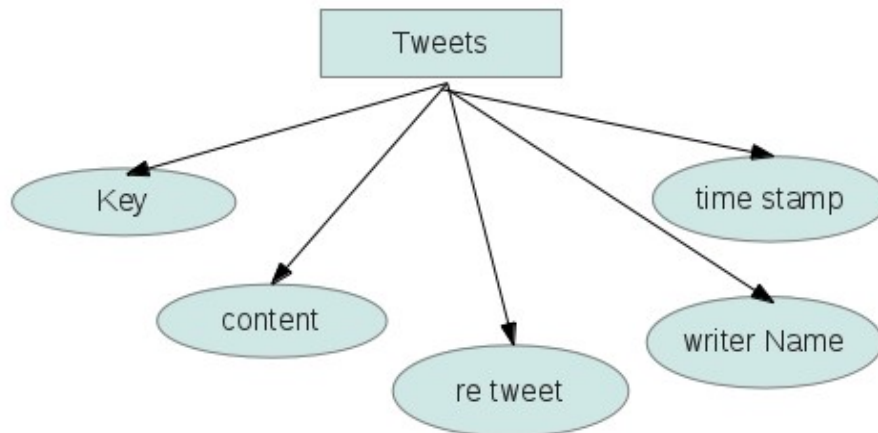 Tweets
Key
time stamp
content
writer Name
re tweet